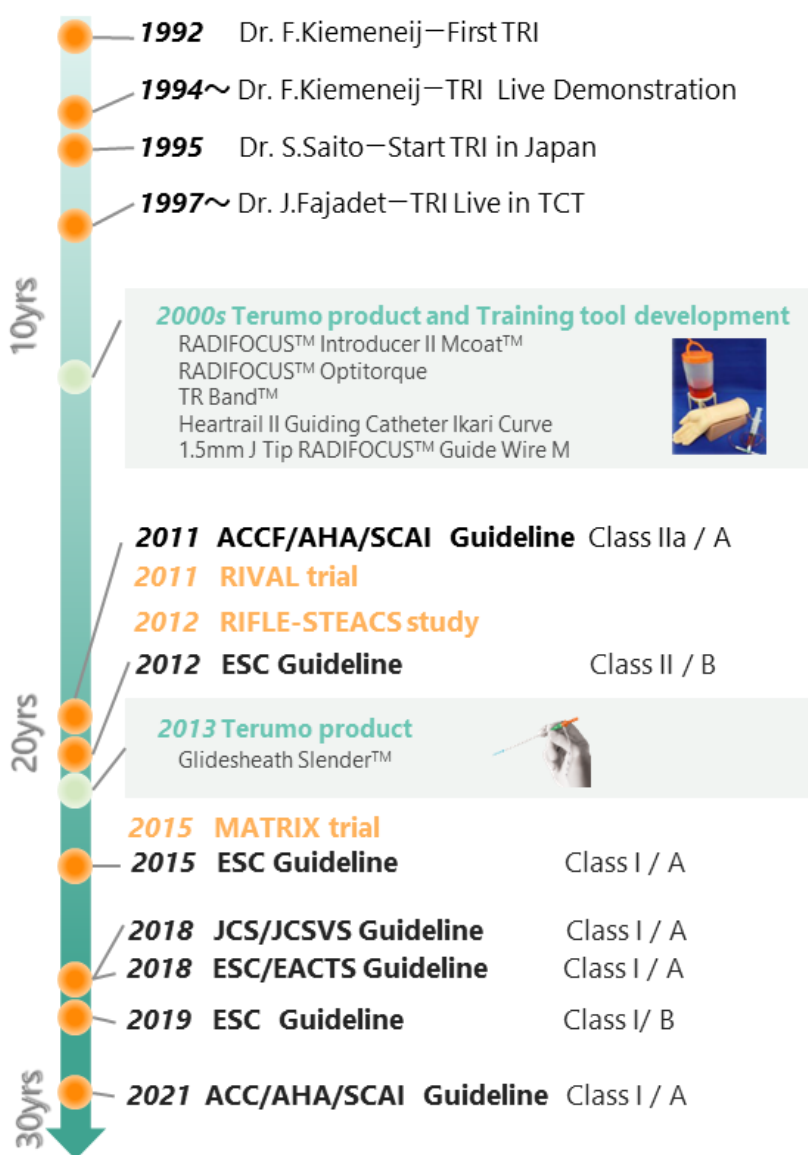 1992 Dr. F.Kiemeneij－First TRI
1994～ Dr. F.Kiemeneij－TRI Live Demonstration
1995 Dr. S.Saito－Start TRI in Japan
1997～ Dr. J.Fajadet－TRI Live in TCT
10yrs
2000s Terumo product and Training tool development
RADIFOCUS™ Introducer II Mcoat™
RADIFOCUS™ Optitorque
TR Band™
Heartrail II Guiding Catheter Ikari Curve
1.5mm J Tip RADIFOCUS™ Guide Wire M
2011 ACCF/AHA/SCAI Guideline Class IIa / A
2011 RIVAL trial
2012 RIFLE-STEACS study
2012 ESC Guideline Class II / B
20yrs
2013 Terumo product
Glidesheath Slender™
2015 MATRIX trial
2015 ESC Guideline Class I / A
2018 JCS/JCSVS Guideline Class I / A
2018 ESC/EACTS Guideline Class I / A
2019 ESC Guideline Class I/ B
30yrs
2021 ACC/AHA/SCAI Guideline Class I / A